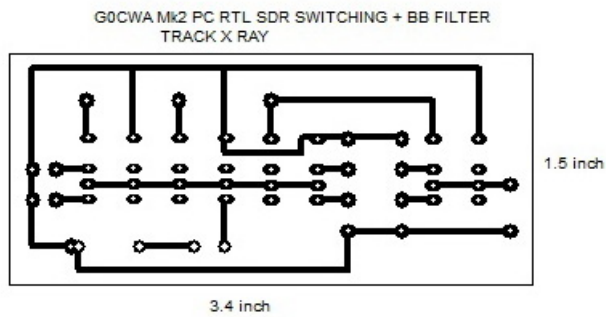 G0CWA Mk2 PC RTL SDR SWITCHING + BB FILTER
TRACK X RAY
1.5 inch
3.4 inch